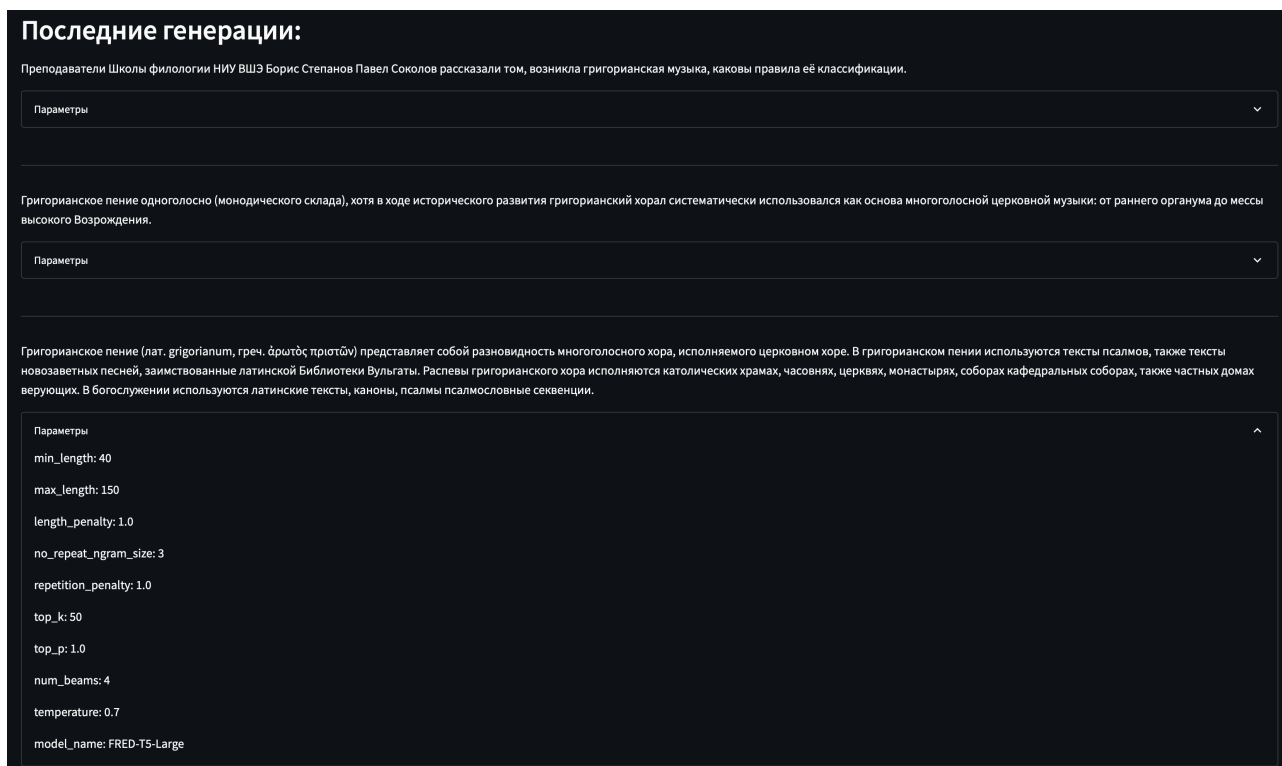 Последние генерации:
Преподаватели Школы филологии НИУ ВШЭ Борис Степанов Павел Соколов рассказали том, возникла григорианская музыка, каковы правила её классификации.
Параметры
Григорианское пение одноголосно (монодического склада), хотя в ходе исторического развития григорианский хорал систематически использовался как основа многоголосной церковной музыки: от раннего органума до мессы
высокого Возрождения.
Параметры
Григорианское пение (лат. grigorianum, греч. ἀρωτὸς πριστῶν) представляет собой разновидность многоголосного хора, исполняемого церковном хоре. В григорианском пении используются тексты псалмов, также тексты
новозаветных песней, заимствованные латинской Библиотеки Вульгаты. Распевы григорианского хора исполняются католических храмах, часовнях, церквях, монастырях, соборах кафедральных соборах, также частных домах
верующих. В богослужении используются латинские тексты, каноны, псалмы псалмословные секвенции.
Параметры
min_length: 40
max_length: 150
length_penalty: 1.0
no_repeat_ngram_size: 3
repetition_penalty: 1.0
top_k: 50
top_p: 1.0
num_beams: 4
temperature: 0.7
model_name: FRED-T5-Large